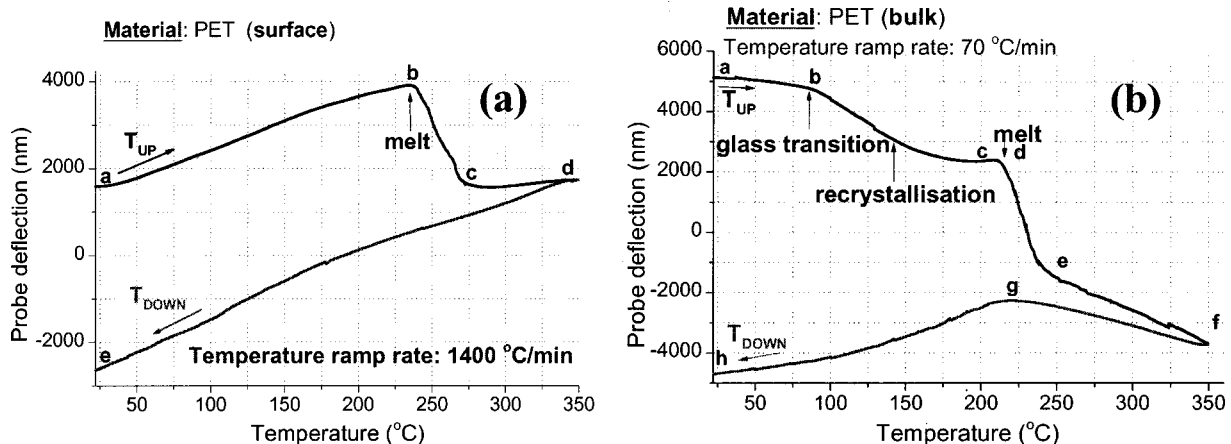 Material: PET (surface)
Probe deflection (nm)
4000
2000
0
-2000
(a)
a
b
c
d
e
T_UP
melt
T_DOWN
Temperature ramp rate: 1400 °C/min
50
100
150
200
250
300
350
Temperature (°C)
Material: PET (bulk)
Temperature ramp rate: 70 °C/min
Probe deflection (nm)
6000
4000
2000
0
-2000
-4000
(b)
a
b
T_UP
glass transition
melt
c d
recrystallisation
e
g
f
T_DOWN
h
50
100
150
200
250
300
350
Temperature (°C)